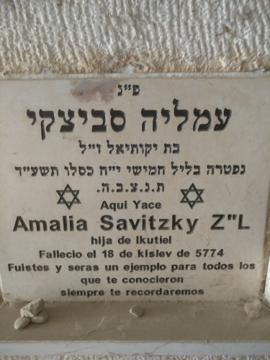 פ"נ
עמליה סביצקי
בת יקותיאל ז"ל
נפטרה בליל חמישי י"ח כסלו תשע"ד
ת.נ.צ.ב.ה.
Aqui Yace
Amalia Savitzky Z"L
hija de Ikutiel
Fallecio el 18 de kislev de 5774
Fuistes y seras un ejemplo para todos los
que te conocieron
siempre te recordaremos